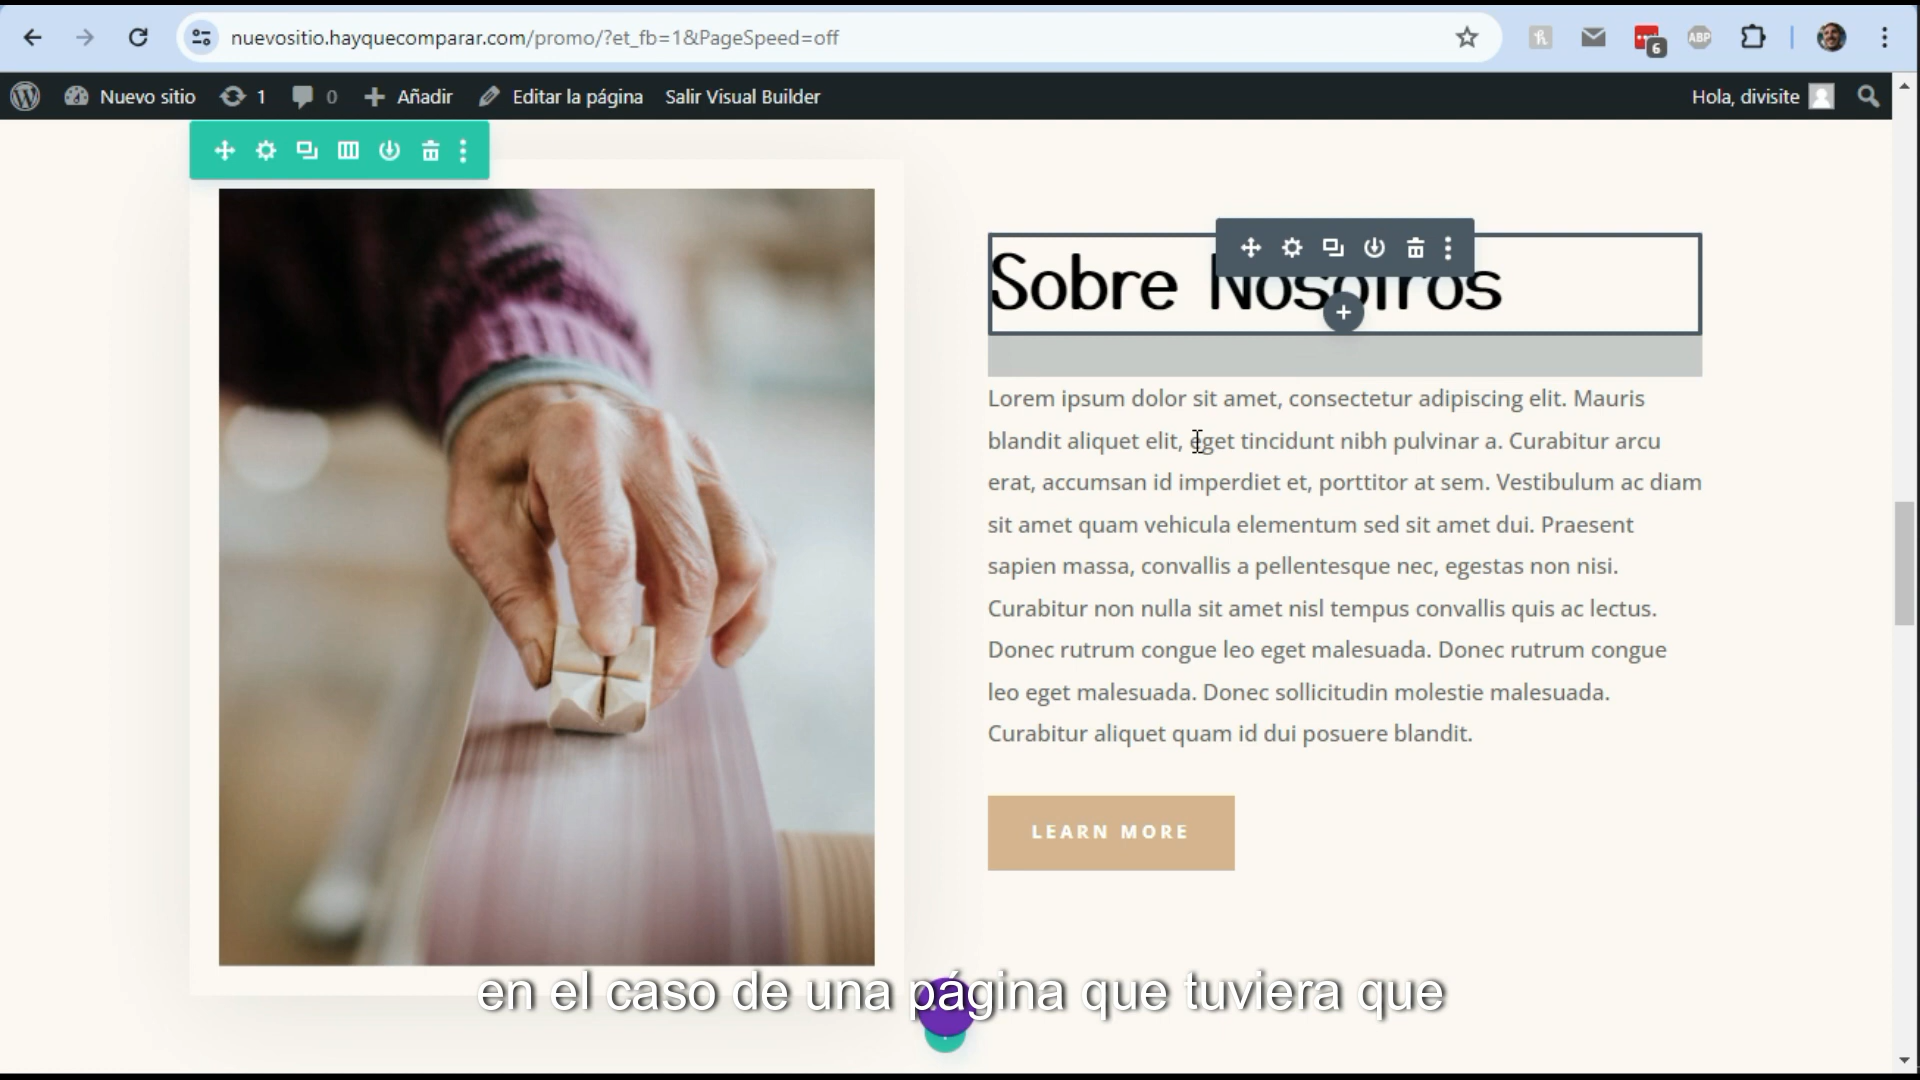 nuevositio.hayquecomparar.com/promo/?et_fb=1&PageSpeed=off
6
ABP
Nuevo sitio 1 0 Añadir Editar la página Salir Visual Builder Hola, divisite
Sobre Nosotros
Lorem ipsum dolor sit amet, consectetur adipiscing elit. Mauris
blandit aliquet elit, eget tincidunt nibh pulvinar a. Curabitur arcu
erat, accumsan id imperdiet et, porttitor at sem. Vestibulum ac diam
sit amet quam vehicula elementum sed sit amet dui. Praesent
sapien massa, convallis a pellentesque nec, egestas non nisi.
Curabitur non nulla sit amet nisl tempus convallis quis ac lectus.
Donec rutrum congue leo eget malesuada. Donec rutrum congue
leo eget malesuada. Donec sollicitudin molestie malesuada.
Curabitur aliquet quam id dui posuere blandit.
LEARN MORE
en el caso de una página que tuviera que